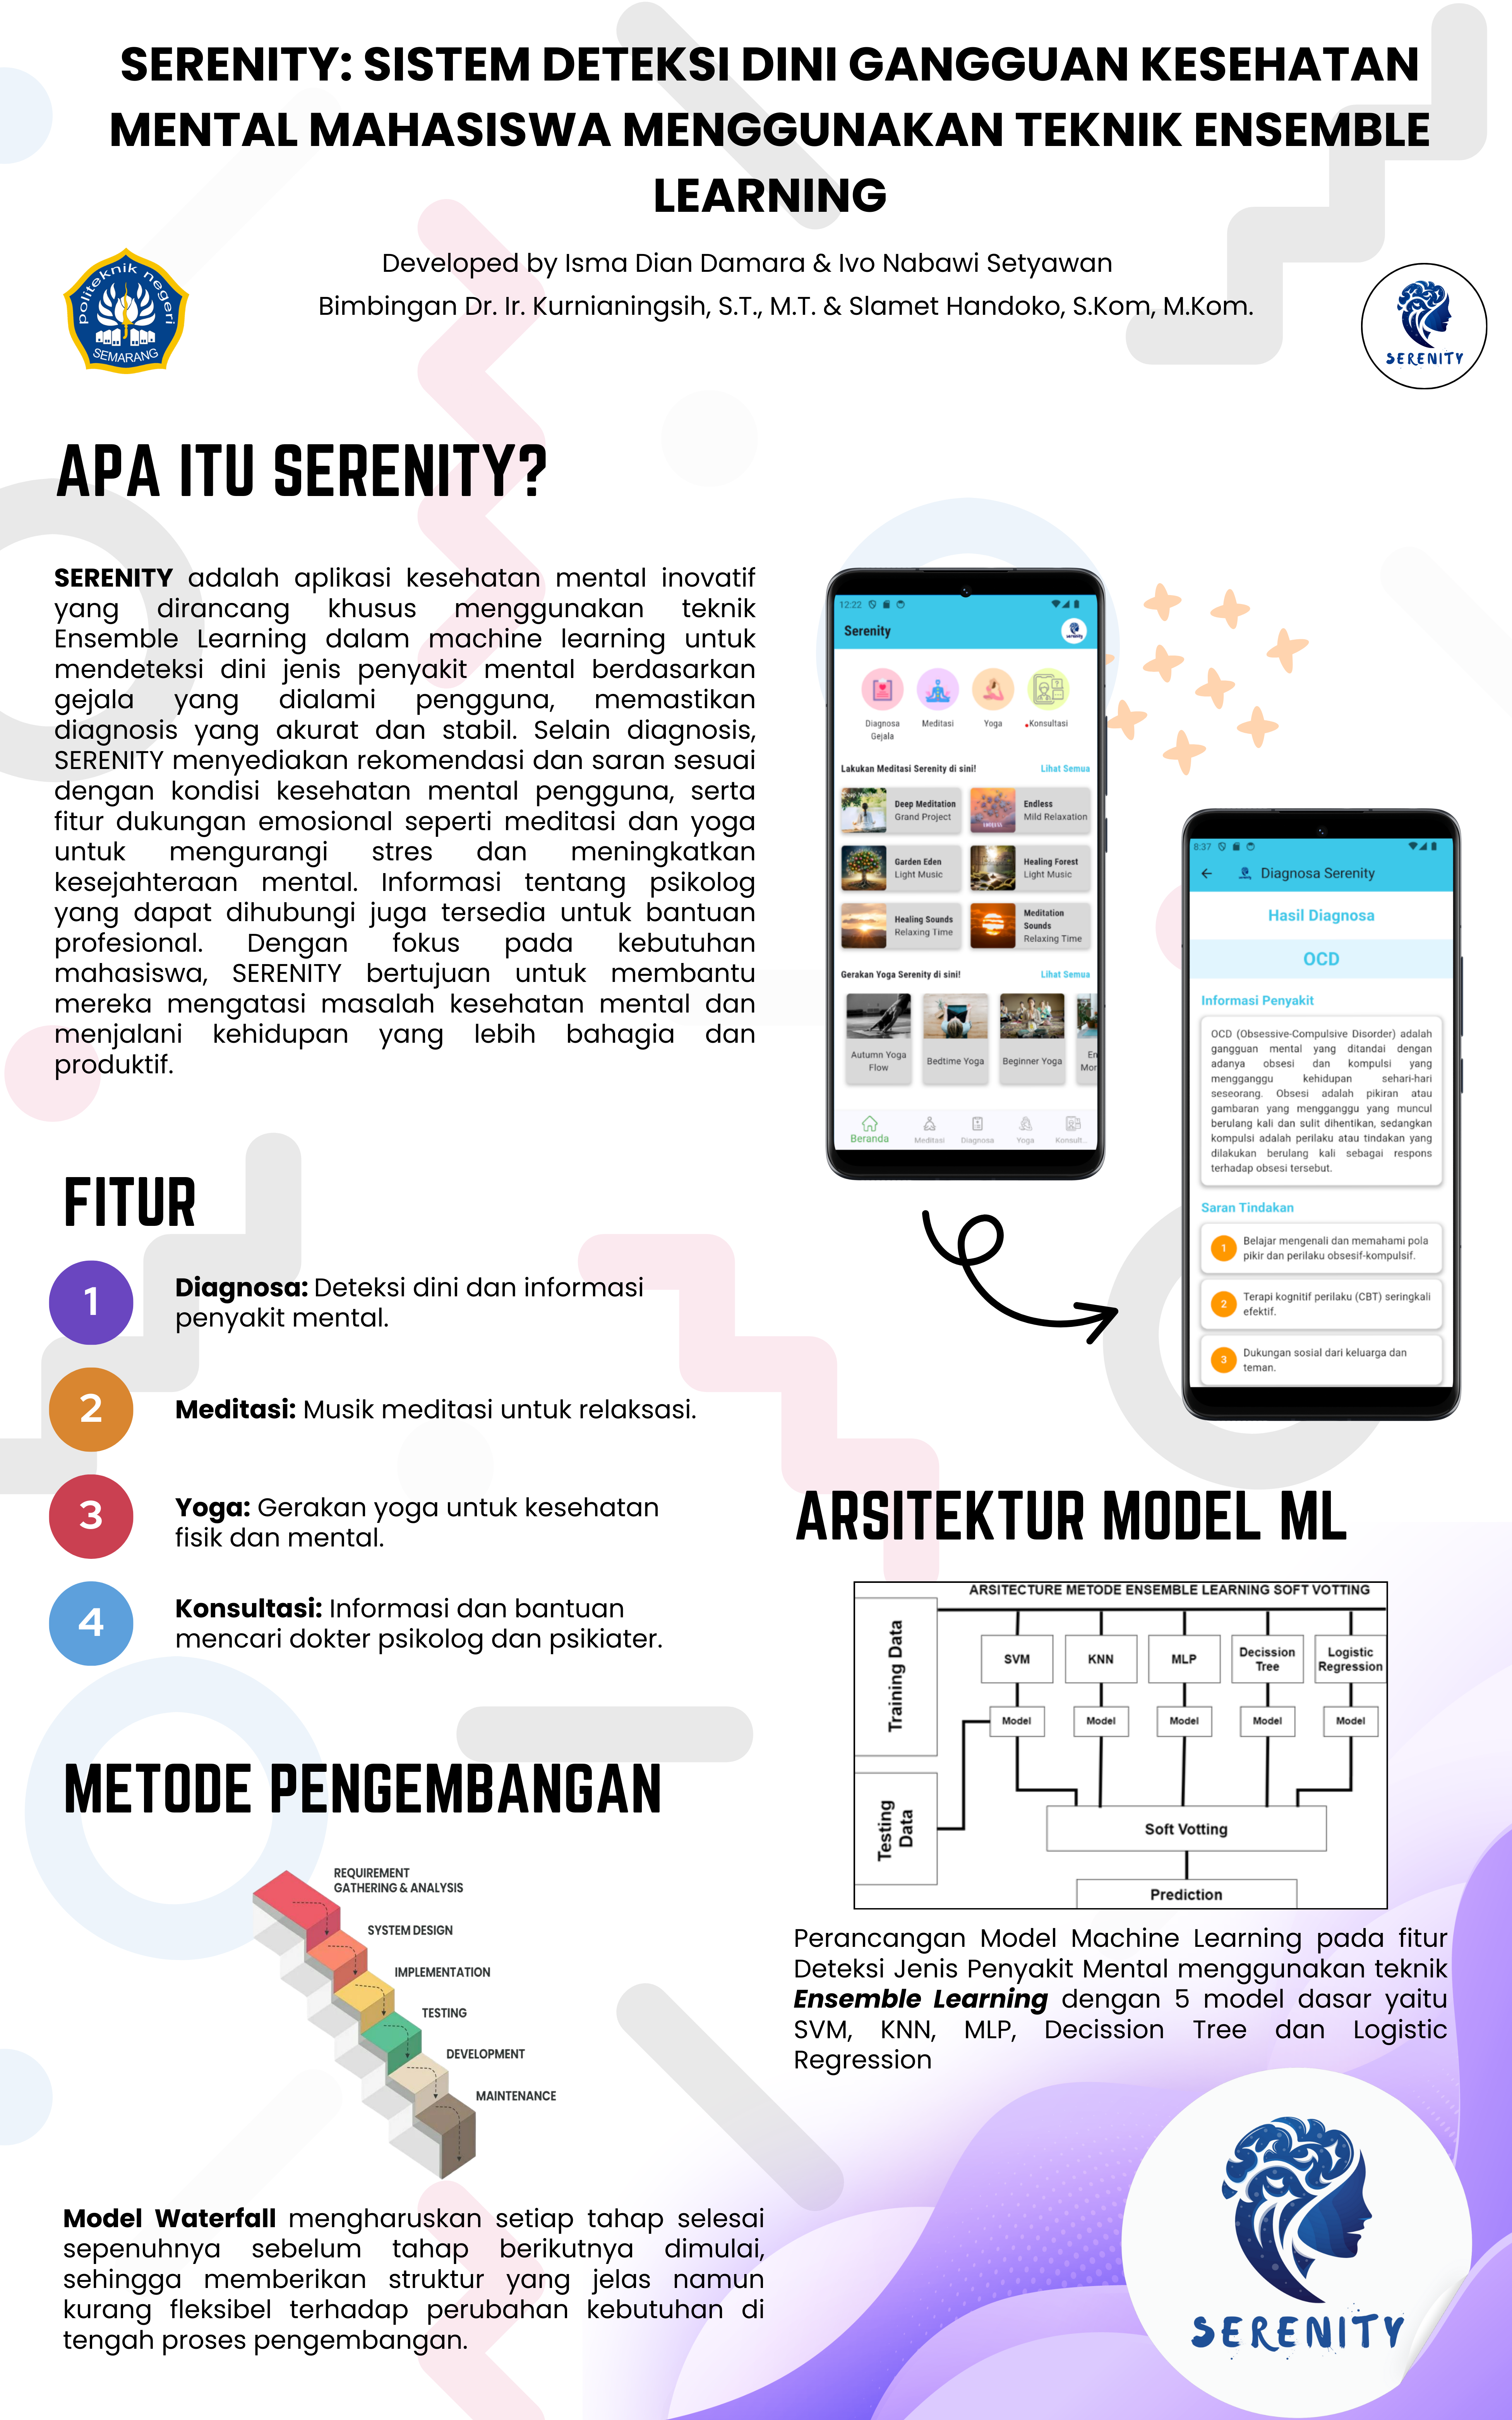 SERENITY: SISTEM DETEKSI DINI GANGGUAN KESEHATAN
MENTAL MAHASISWA MENGGUNAKAN TEKNIK ENSEMBLE
LEARNING
Developed by Isma Dian Damara & Ivo Nabawi Setyawan
Bimbingan Dr. Ir. Kurnianingsih, S.T., M.T. & Slamet Handoko, S.Kom, M.Kom.
politeknik negeri
SEMARANG
SERENITY
APA ITU SERENITY?
SERENITY adalah aplikasi kesehatan mental inovatif
yang dirancang khusus menggunakan teknik
Ensemble Learning dalam machine learning untuk
mendeteksi dini jenis penyakit mental berdasarkan
gejala yang dialami pengguna, memastikan
diagnosis yang akurat dan stabil. Selain diagnosis,
SERENITY menyediakan rekomendasi dan saran sesuai
dengan kondisi kesehatan mental pengguna, serta
fitur dukungan emosional seperti meditasi dan yoga
untuk mengurangi stres dan meningkatkan
kesejahteraan mental. Informasi tentang psikolog
yang dapat dihubungi juga tersedia untuk bantuan
profesional. Dengan fokus pada kebutuhan
mahasiswa, SERENITY bertujuan untuk membantu
mereka mengatasi masalah kesehatan mental dan
menjalani kehidupan yang lebih bahagia dan
produktif.
12:22
Serenity
Diagnosa
Gejala
Meditasi
Yoga
Konsultasi
Lakukan Meditasi Serenity di sini! Lihat Semua
Deep Meditation
Grand Project
Endless
Mild Relaxation
Garden Eden
Light Music
Healing Forest
Light Music
Healing Sounds
Relaxing Time
Meditation
Sounds
Relaxing Time
Gerakan Yoga Serenity di sini! Lihat Semua
Autumn Yoga
Flow
Bedtime Yoga
Beginner Yoga
En
Mor
Beranda Meditasi Diagnosa Yoga Konsult...
8:37
Diagnosa Serenity
Hasil Diagnosa
OCD
Informasi Penyakit
OCD (Obsessive-Compulsive Disorder) adalah
gangguan mental yang ditandai dengan
adanya obsesi dan kompulsi yang
mengganggu kehidupan sehari-hari
seseorang. Obsesi adalah pikiran atau
gambaran yang mengganggu yang muncul
berulang kali dan sulit dihentikan, sedangkan
kompulsi adalah perilaku atau tindakan yang
dilakukan berulang kali sebagai respons
terhadap obsesi tersebut.
Saran Tindakan
1 Belajar mengenali dan memahami pola
pikir dan perilaku obsesif-kompulsif.
2 Terapi kognitif perilaku (CBT) seringkali
efektif.
3 Dukungan sosial dari keluarga dan
teman.
FITUR
1 Diagnosa: Deteksi dini dan informasi
penyakit mental.
2 Meditasi: Musik meditasi untuk relaksasi.
3 Yoga: Gerakan yoga untuk kesehatan
fisik dan mental.
4 Konsultasi: Informasi dan bantuan
mencari dokter psikolog dan psikiater.
METODE PENGEMBANGAN
REQUIREMENT
GATHERING & ANALYSIS
SYSTEM DESIGN
IMPLEMENTATION
TESTING
DEVELOPMENT
MAINTENANCE
Model Waterfall mengharuskan setiap tahap selesai
sepenuhnya sebelum tahap berikutnya dimulai,
sehingga memberikan struktur yang jelas namun
kurang fleksibel terhadap perubahan kebutuhan di
tengah proses pengembangan.
ARSITEKTUR MODEL ML
ARSITECTURE METODE ENSEMBLE LEARNING SOFT VOTTING
Training Data
SVM
KNN
MLP
Decission
Tree
Logistic
Regression
Model Model Model Model Model
Testing
Data
Soft Votting
Prediction
Perancangan Model Machine Learning pada fitur
Deteksi Jenis Penyakit Mental menggunakan teknik
Ensemble Learning dengan 5 model dasar yaitu
SVM, KNN, MLP, Decission Tree dan Logistic
Regression
SERENITY